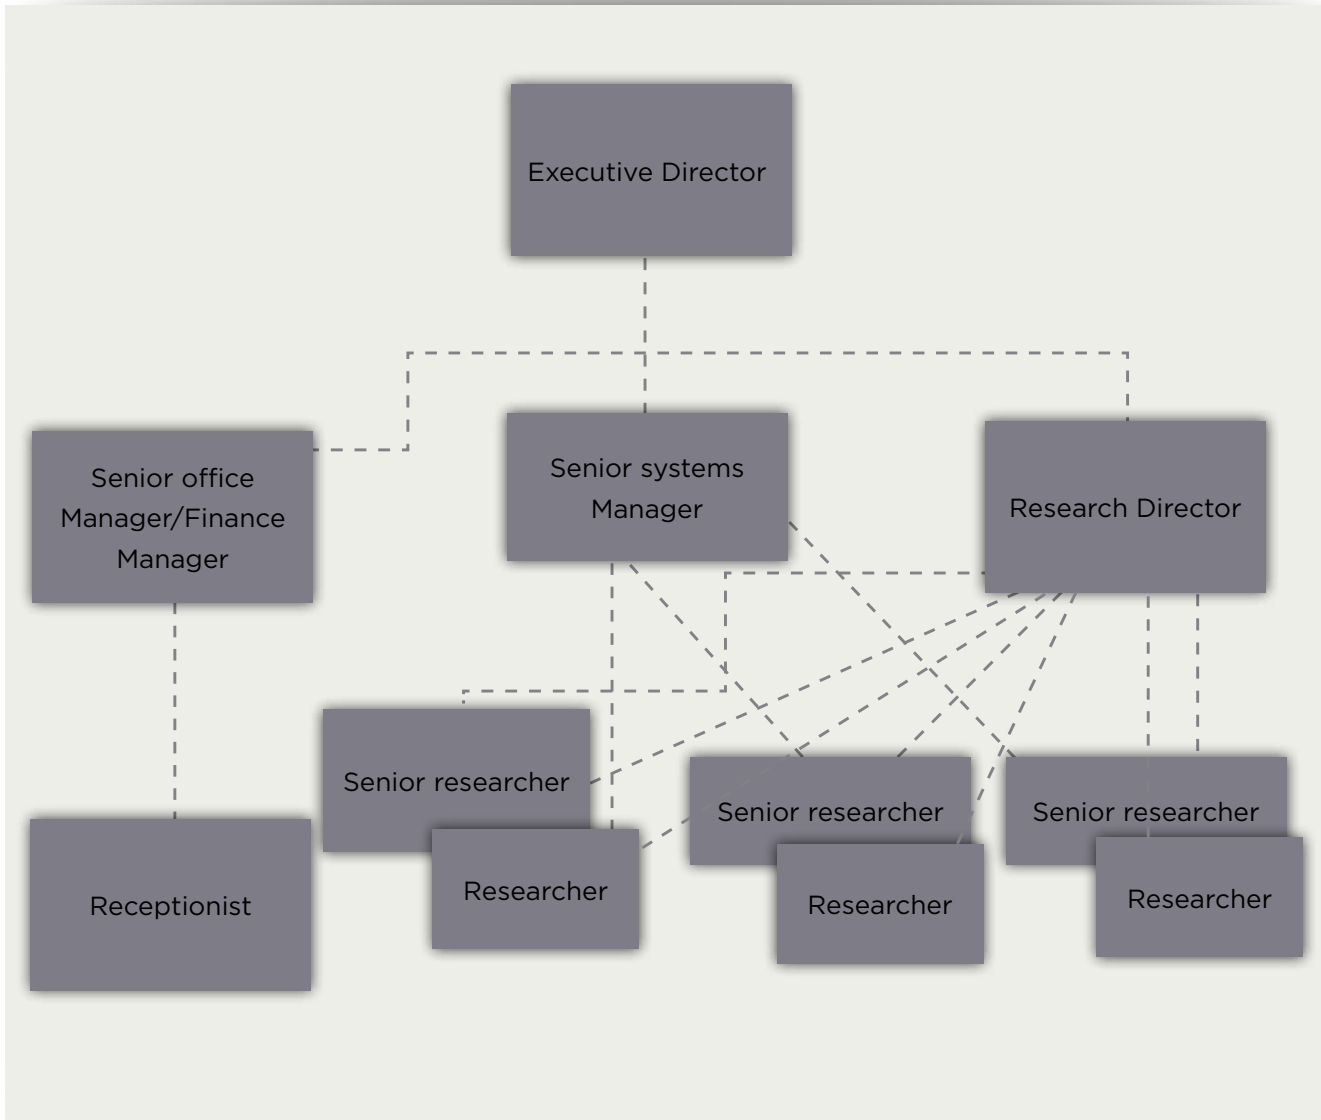 Executive Director
Senior office
Manager/Finance
Manager
Senior systems
Manager
Research Director
Senior researcher
Researcher
Senior researcher
Researcher
Senior researcher
Researcher
Receptionist